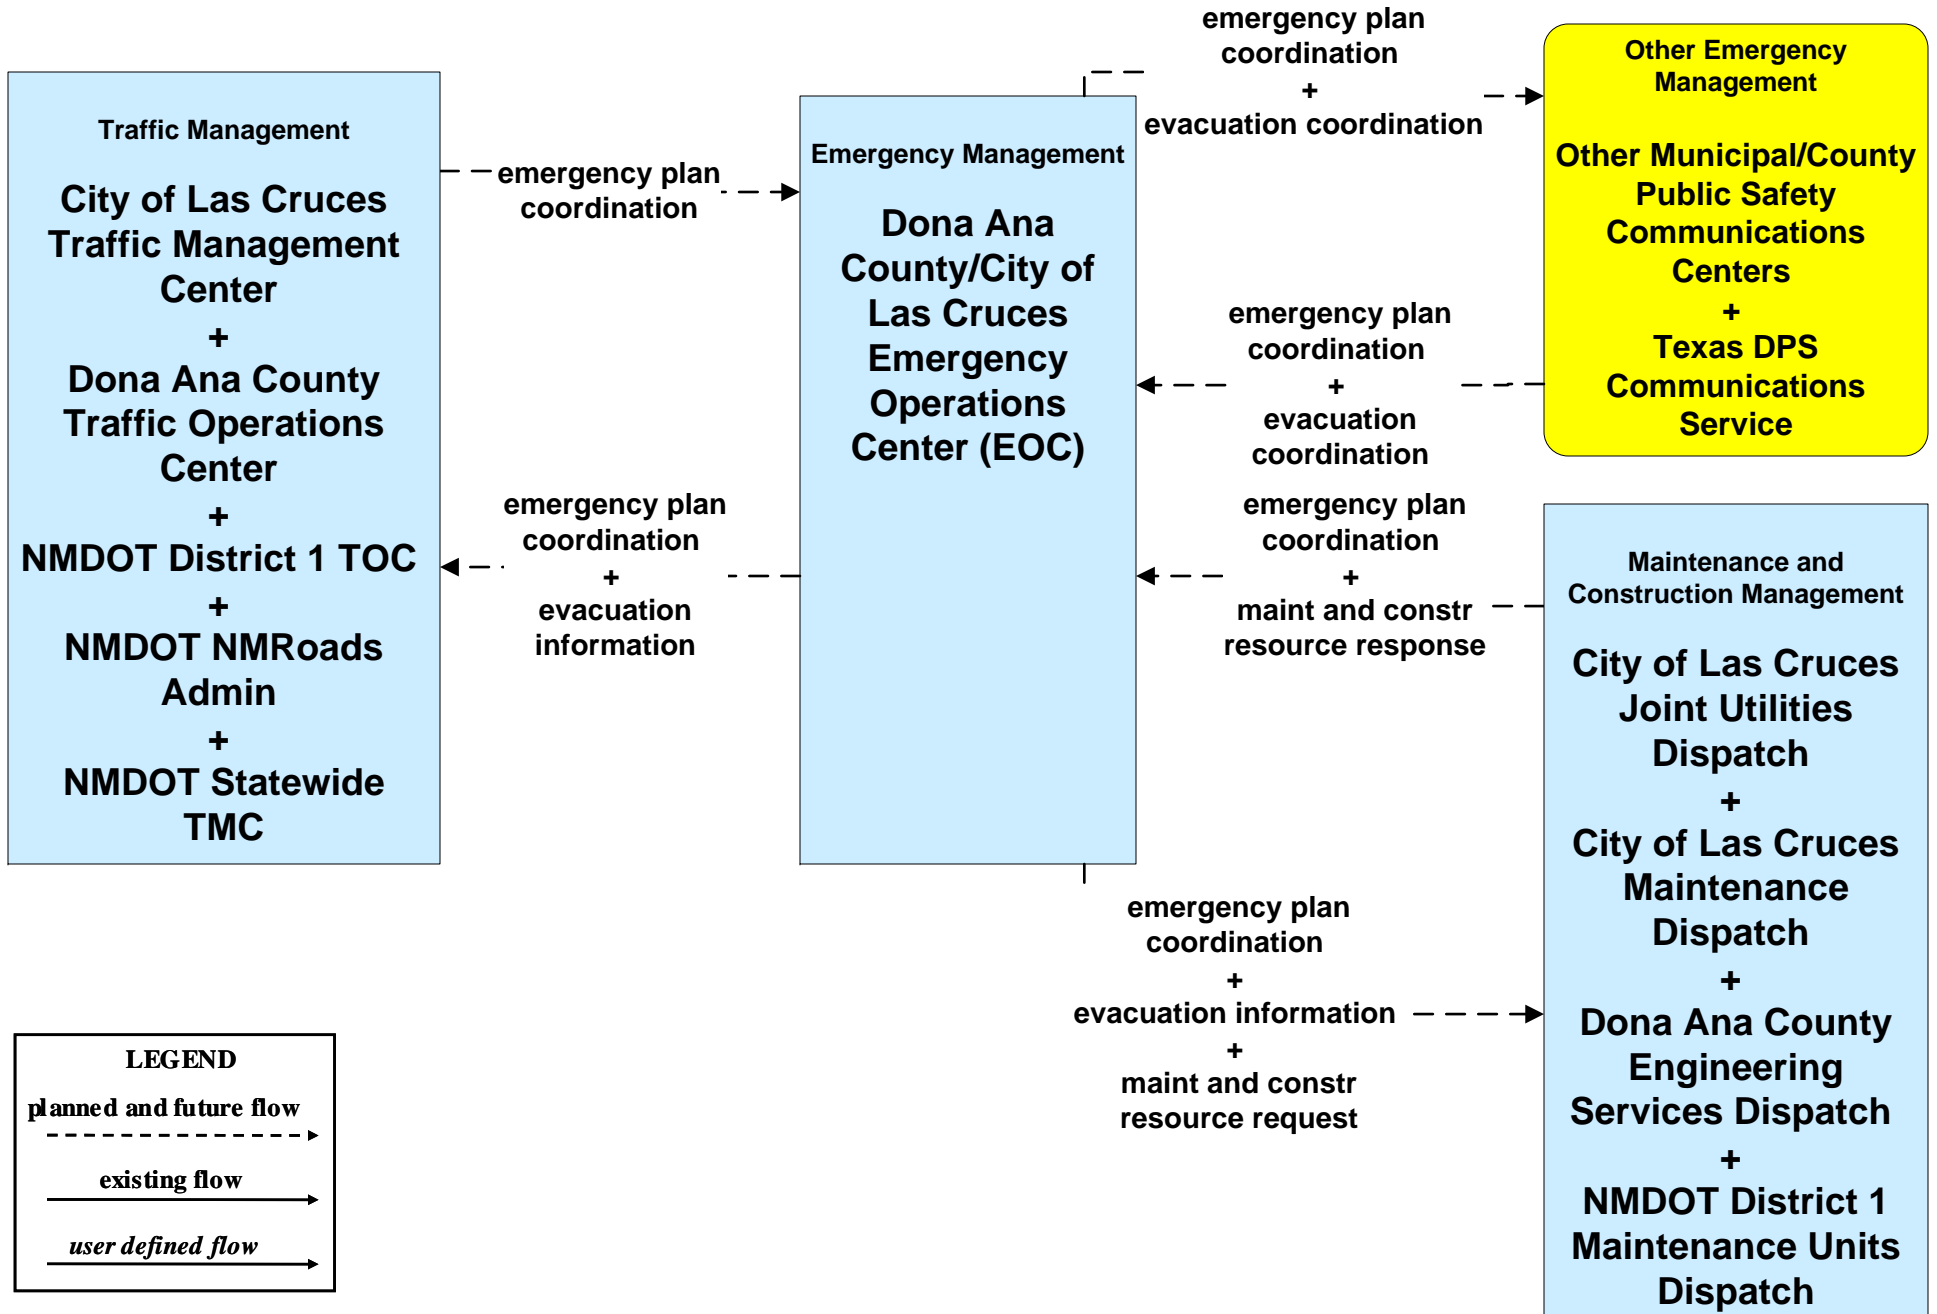 Traffic Management
City of Las Cruces
Traffic Management
Center
+
Dona Ana County
Traffic Operations
Center
+
NMDOT District 1 TOC
+
NMDOT NMRoads
Admin
+
NMDOT Statewide
TMC
emergency plan
coordination
emergency plan
coordination
+
evacuation
information
Emergency Management
Dona Ana
County/City of
Las Cruces
Emergency
Operations
Center (EOC)
emergency plan
coordination
+
evacuation coordination
emergency plan
coordination
+
evacuation
coordination
emergency plan
coordination
+
maint and constr
resource response
emergency plan
coordination
+
evacuation information
+
maint and constr
resource request
Other Emergency
Management
Other Municipal/County
Public Safety
Communications
Centers
+
Texas DPS
Communications
Service
Maintenance and
Construction Management
City of Las Cruces
Joint Utilities
Dispatch
+
City of Las Cruces
Maintenance
Dispatch
+
Dona Ana County
Engineering
Services Dispatch
+
NMDOT District 1
Maintenance Units
Dispatch
LEGEND
planned and future flow
existing flow
user defined flow